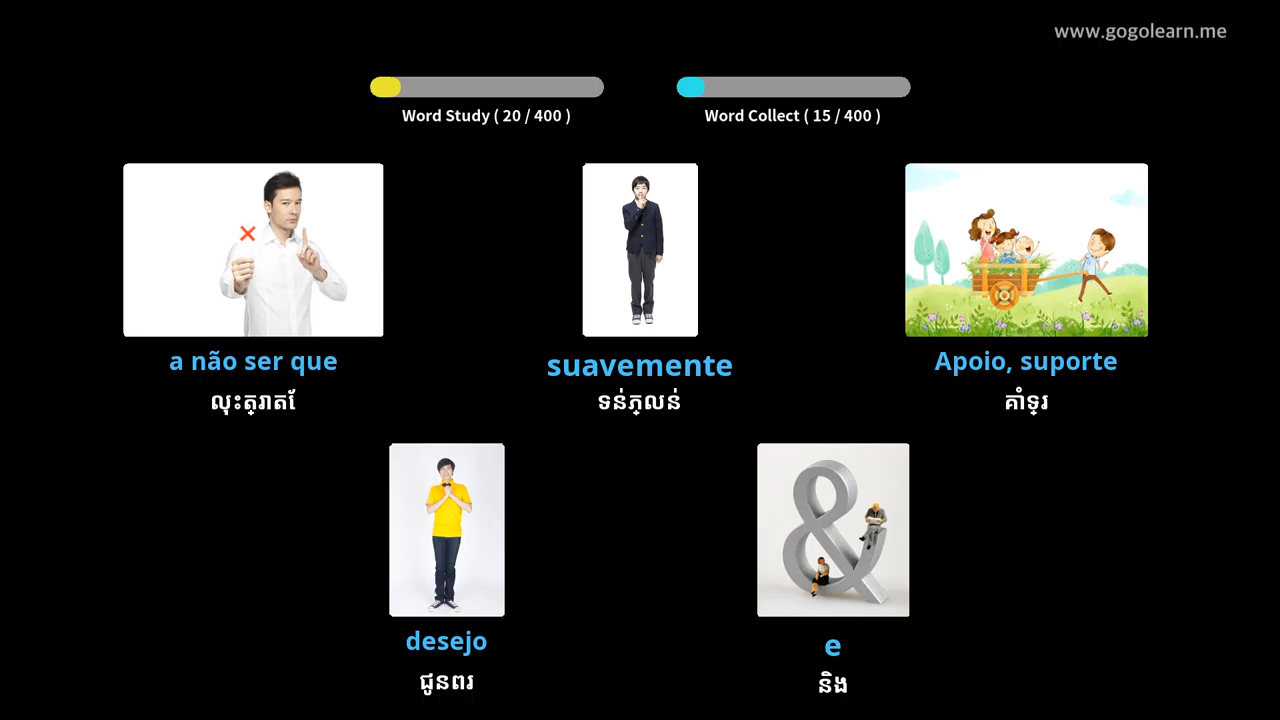 www.gogolearn.me
Word Study ( 20 / 400 )
Word Collect ( 15 / 400 )
a não ser que
លុះត្រាតែ
suavemente
ទន់ភ្លន់
Apoio, suporte
គាំទ្រ
desejo
ជូនពរ
e
និង